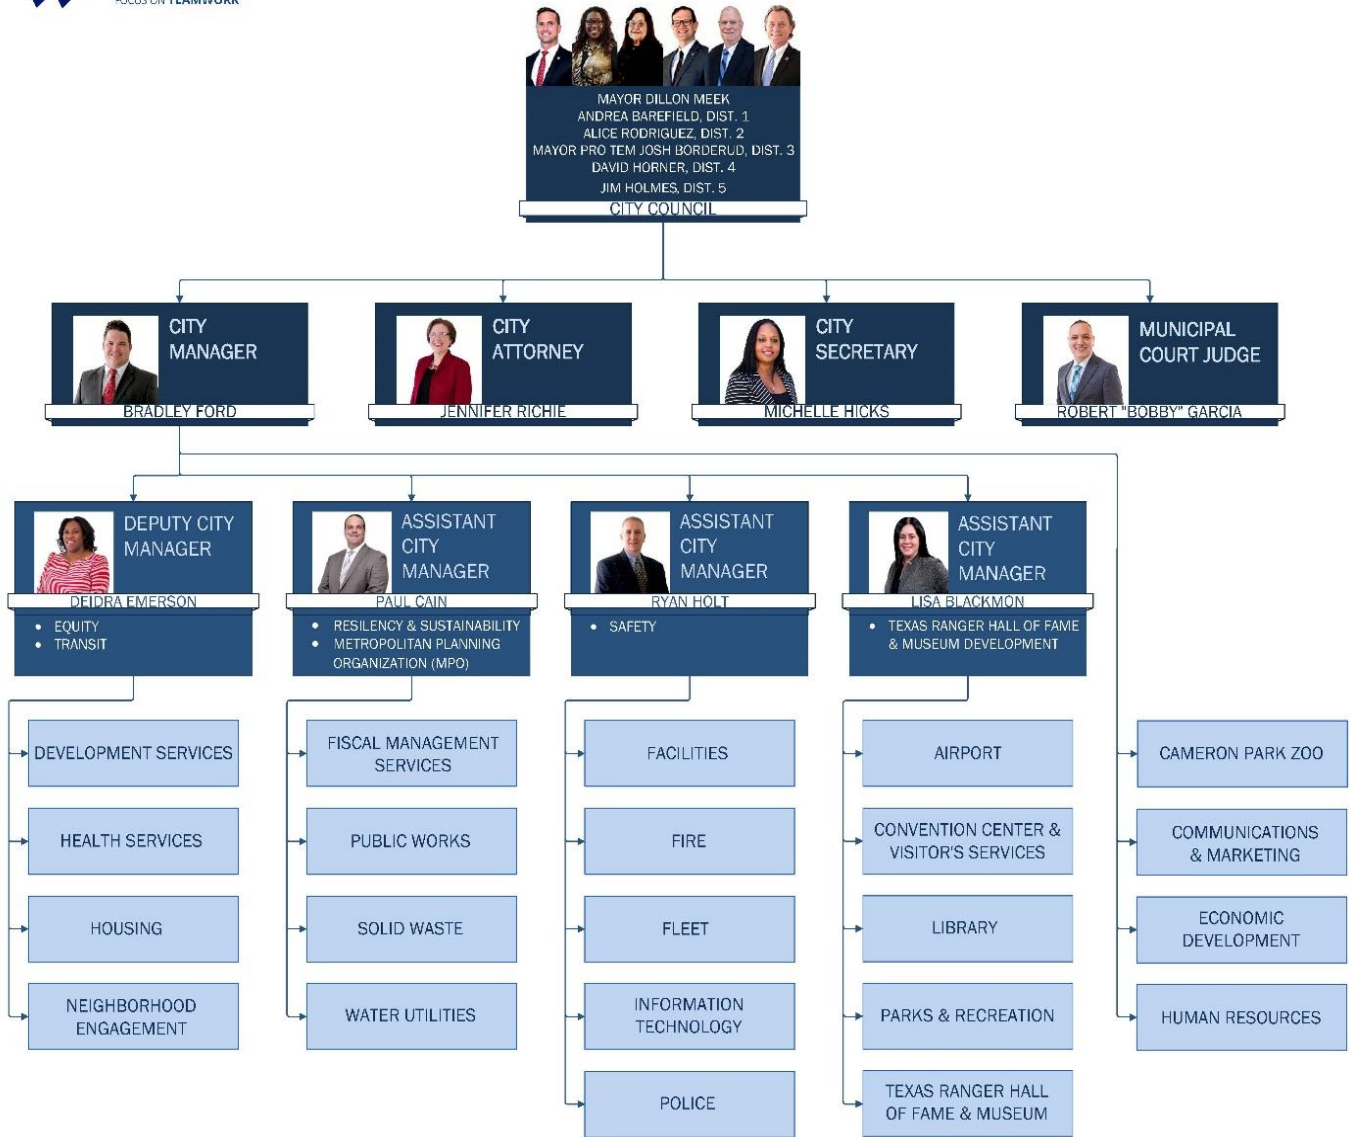 FOCUS ON TEAMWORK
MAYOR DILLON MEEK
ANDREA BAREFIELD, DIST. 1
ALICE RODRIGUEZ, DIST. 2
MAYOR PRO TEM JOSH BORDERUD, DIST. 3
DAVID HORNER, DIST. 4
JIM HOLMES, DIST. 5
CITY COUNCIL
CITY
MANAGER
BRADLEY FORD
CITY
ATTORNEY
JENNIFER RICHIE
CITY
SECRETARY
MICHELLE HICKS
MUNICIPAL
COURT JUDGE
ROBERT "BOBBY" GARCIA
DEPUTY CITY
MANAGER
DEIDRA EMERSON
• EQUITY
• TRANSIT
ASSISTANT
CITY
MANAGER
PAUL CAIN
• RESILENCY & SUSTAINABILITY
• METROPOLITAN PLANNING
ORGANIZATION (MPO)
ASSISTANT
CITY
MANAGER
RYAN HOLT
• SAFETY
ASSISTANT
CITY
MANAGER
LISA BLACKMON
• TEXAS RANGER HALL OF FAME
& MUSEUM DEVELOPMENT
DEVELOPMENT SERVICES
HEALTH SERVICES
HOUSING
NEIGHBORHOOD
ENGAGEMENT
FISCAL MANAGEMENT
SERVICES
PUBLIC WORKS
SOLID WASTE
WATER UTILITIES
FACILITIES
FIRE
FLEET
INFORMATION
TECHNOLOGY
POLICE
AIRPORT
CONVENTION CENTER &
VISITOR'S SERVICES
LIBRARY
PARKS & RECREATION
TEXAS RANGER HALL
OF FAME & MUSEUM
CAMERON PARK ZOO
COMMUNICATIONS
& MARKETING
ECONOMIC
DEVELOPMENT
HUMAN RESOURCES